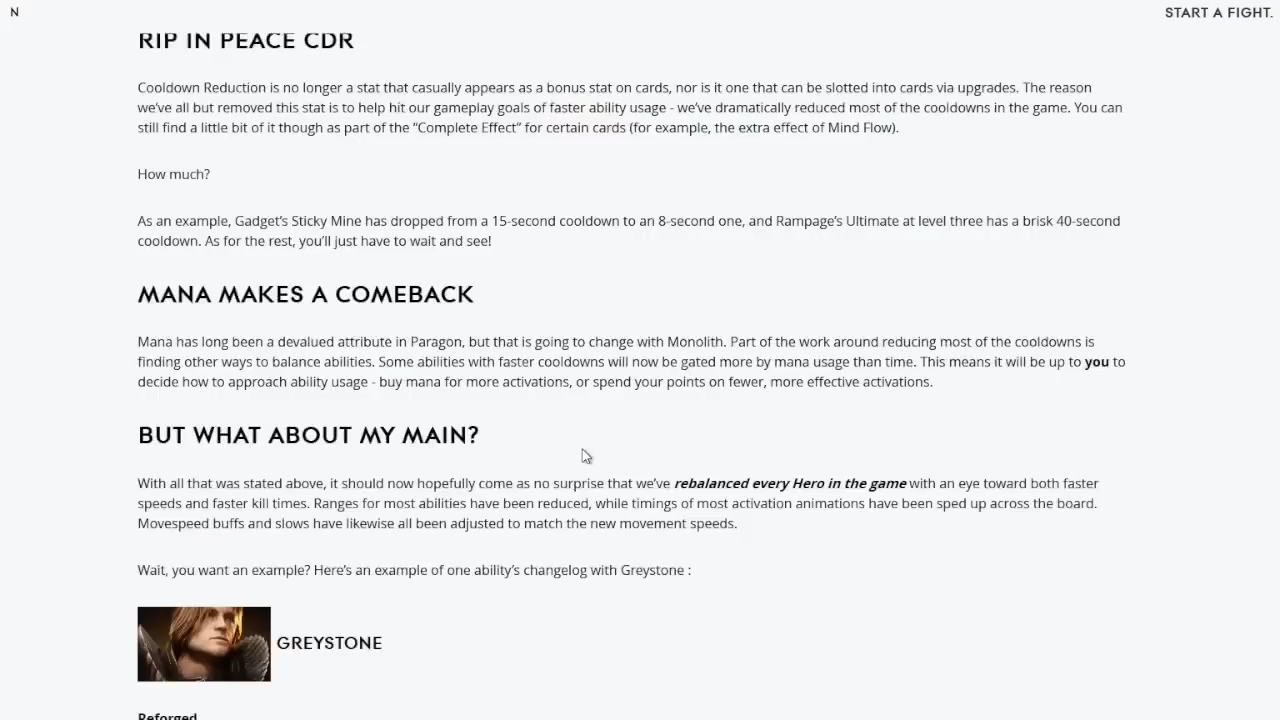 N
START A FIGHT.
RIP IN PEACE CDR
Cooldown Reduction is no longer a stat that casually appears as a bonus stat on cards, nor is it one that can be slotted into cards via upgrades. The reason
we’ve all but removed this stat is to help hit our gameplay goals of faster ability usage - we’ve dramatically reduced most of the cooldowns in the game. You can
still find a little bit of it though as part of the “Complete Effect” for certain cards (for example, the extra effect of Mind Flow).
How much?
As an example, Gadget’s Sticky Mine has dropped from a 15-second cooldown to an 8-second one, and Rampage’s Ultimate at level three has a brisk 40-second
cooldown. As for the rest, you’ll just have to wait and see!
MANA MAKES A COMEBACK
Mana has long been a devalued attribute in Paragon, but that is going to change with Monolith. Part of the work around reducing most of the cooldowns is
finding other ways to balance abilities. Some abilities with faster cooldowns will now be gated more by mana usage than time. This means it will be up to you to
decide how to approach ability usage - buy mana for more activations, or spend your points on fewer, more effective activations.
BUT WHAT ABOUT MY MAIN?
With all that was stated above, it should now hopefully come as no surprise that we’ve rebalanced every Hero in the game with an eye toward both faster
speeds and faster kill times. Ranges for most abilities have been reduced, while timings of most activation animations have been sped up across the board.
Movespeed buffs and slows have likewise all been adjusted to match the new movement speeds.
Wait, you want an example? Here’s an example of one ability’s changelog with Greystone :
GREYSTONE
Reforged